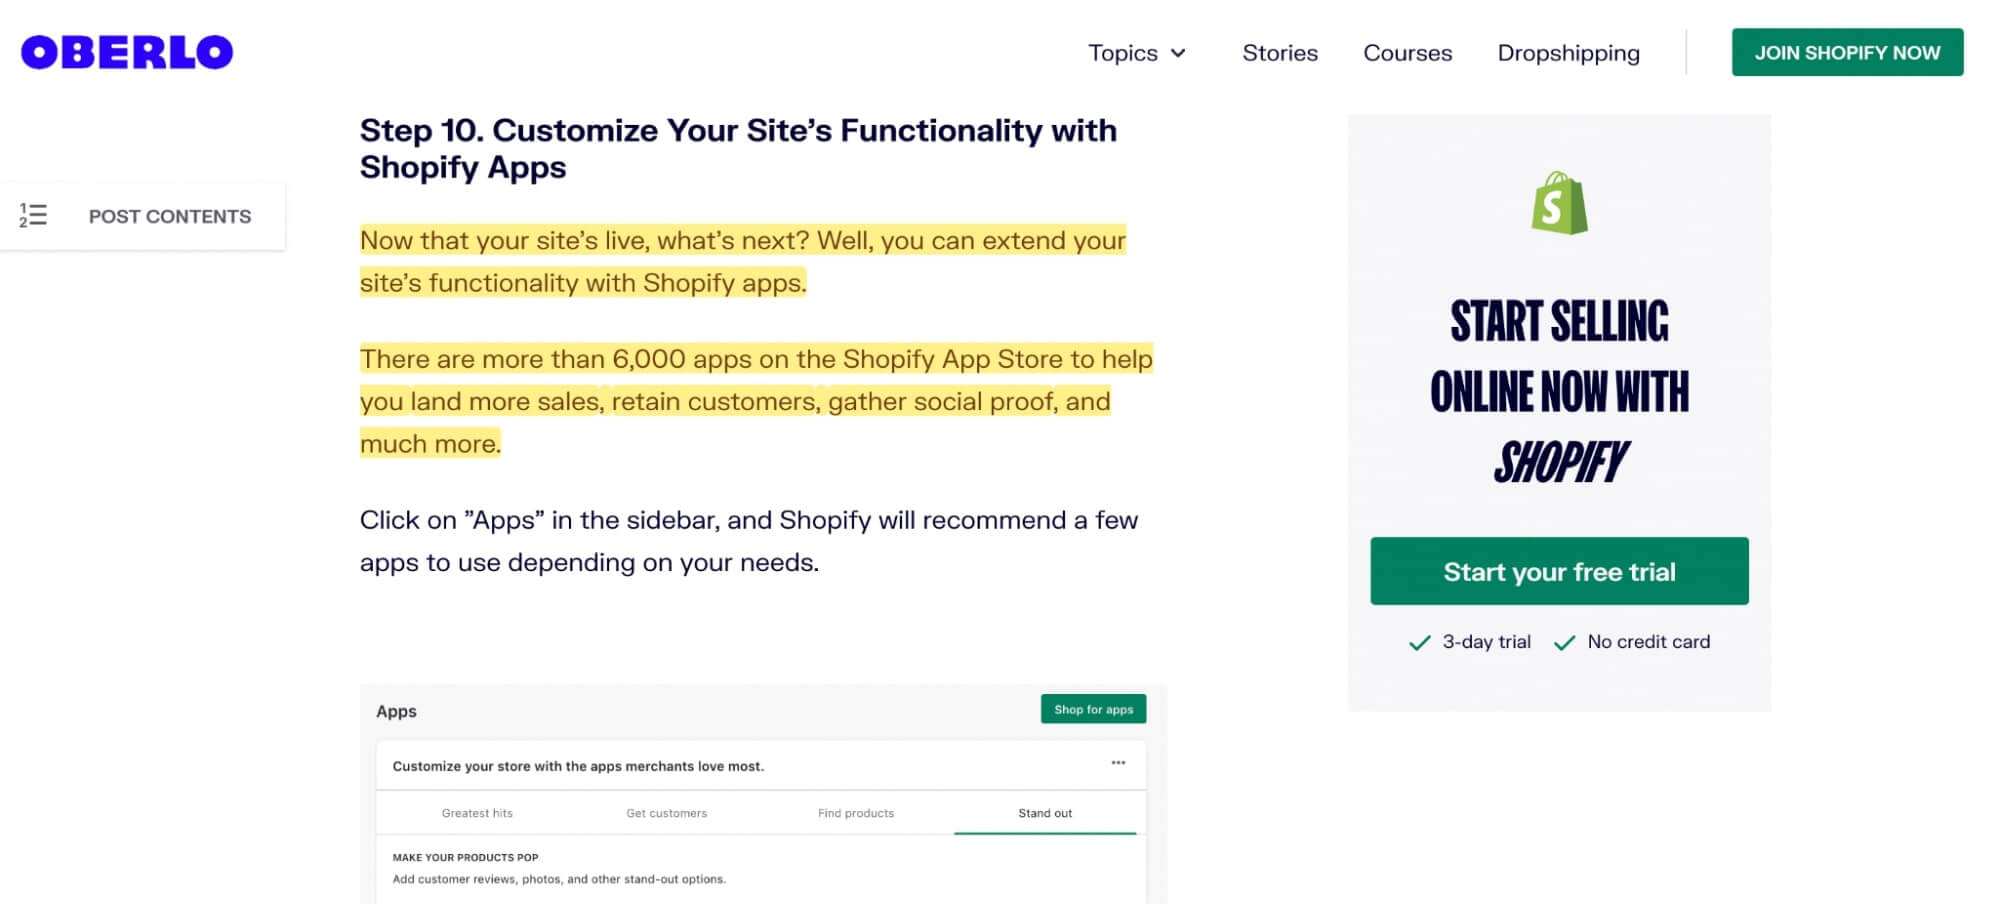 OBERLO
Topics
Stories
Courses
Dropshipping
JOIN SHOPIFY NOW
1
2
POST CONTENTS
Step 10. Customize Your Site’s Functionality with
Shopify Apps
Now that your site’s live, what’s next? Well, you can extend your
site’s functionality with Shopify apps.
There are more than 6,000 apps on the Shopify App Store to help
you land more sales, retain customers, gather social proof, and
much more.
Click on ”Apps” in the sidebar, and Shopify will recommend a few
apps to use depending on your needs.
Apps
Shop for apps
Customize your store with the apps merchants love most.
Greatest hits
Get customers
Find products
Stand out
MAKE YOUR PRODUCTS POP
Add customer reviews, photos, and other stand-out options.
S
START SELLING
ONLINE NOW WITH
SHOPIFY
Start your free trial
3-day trial
No credit card